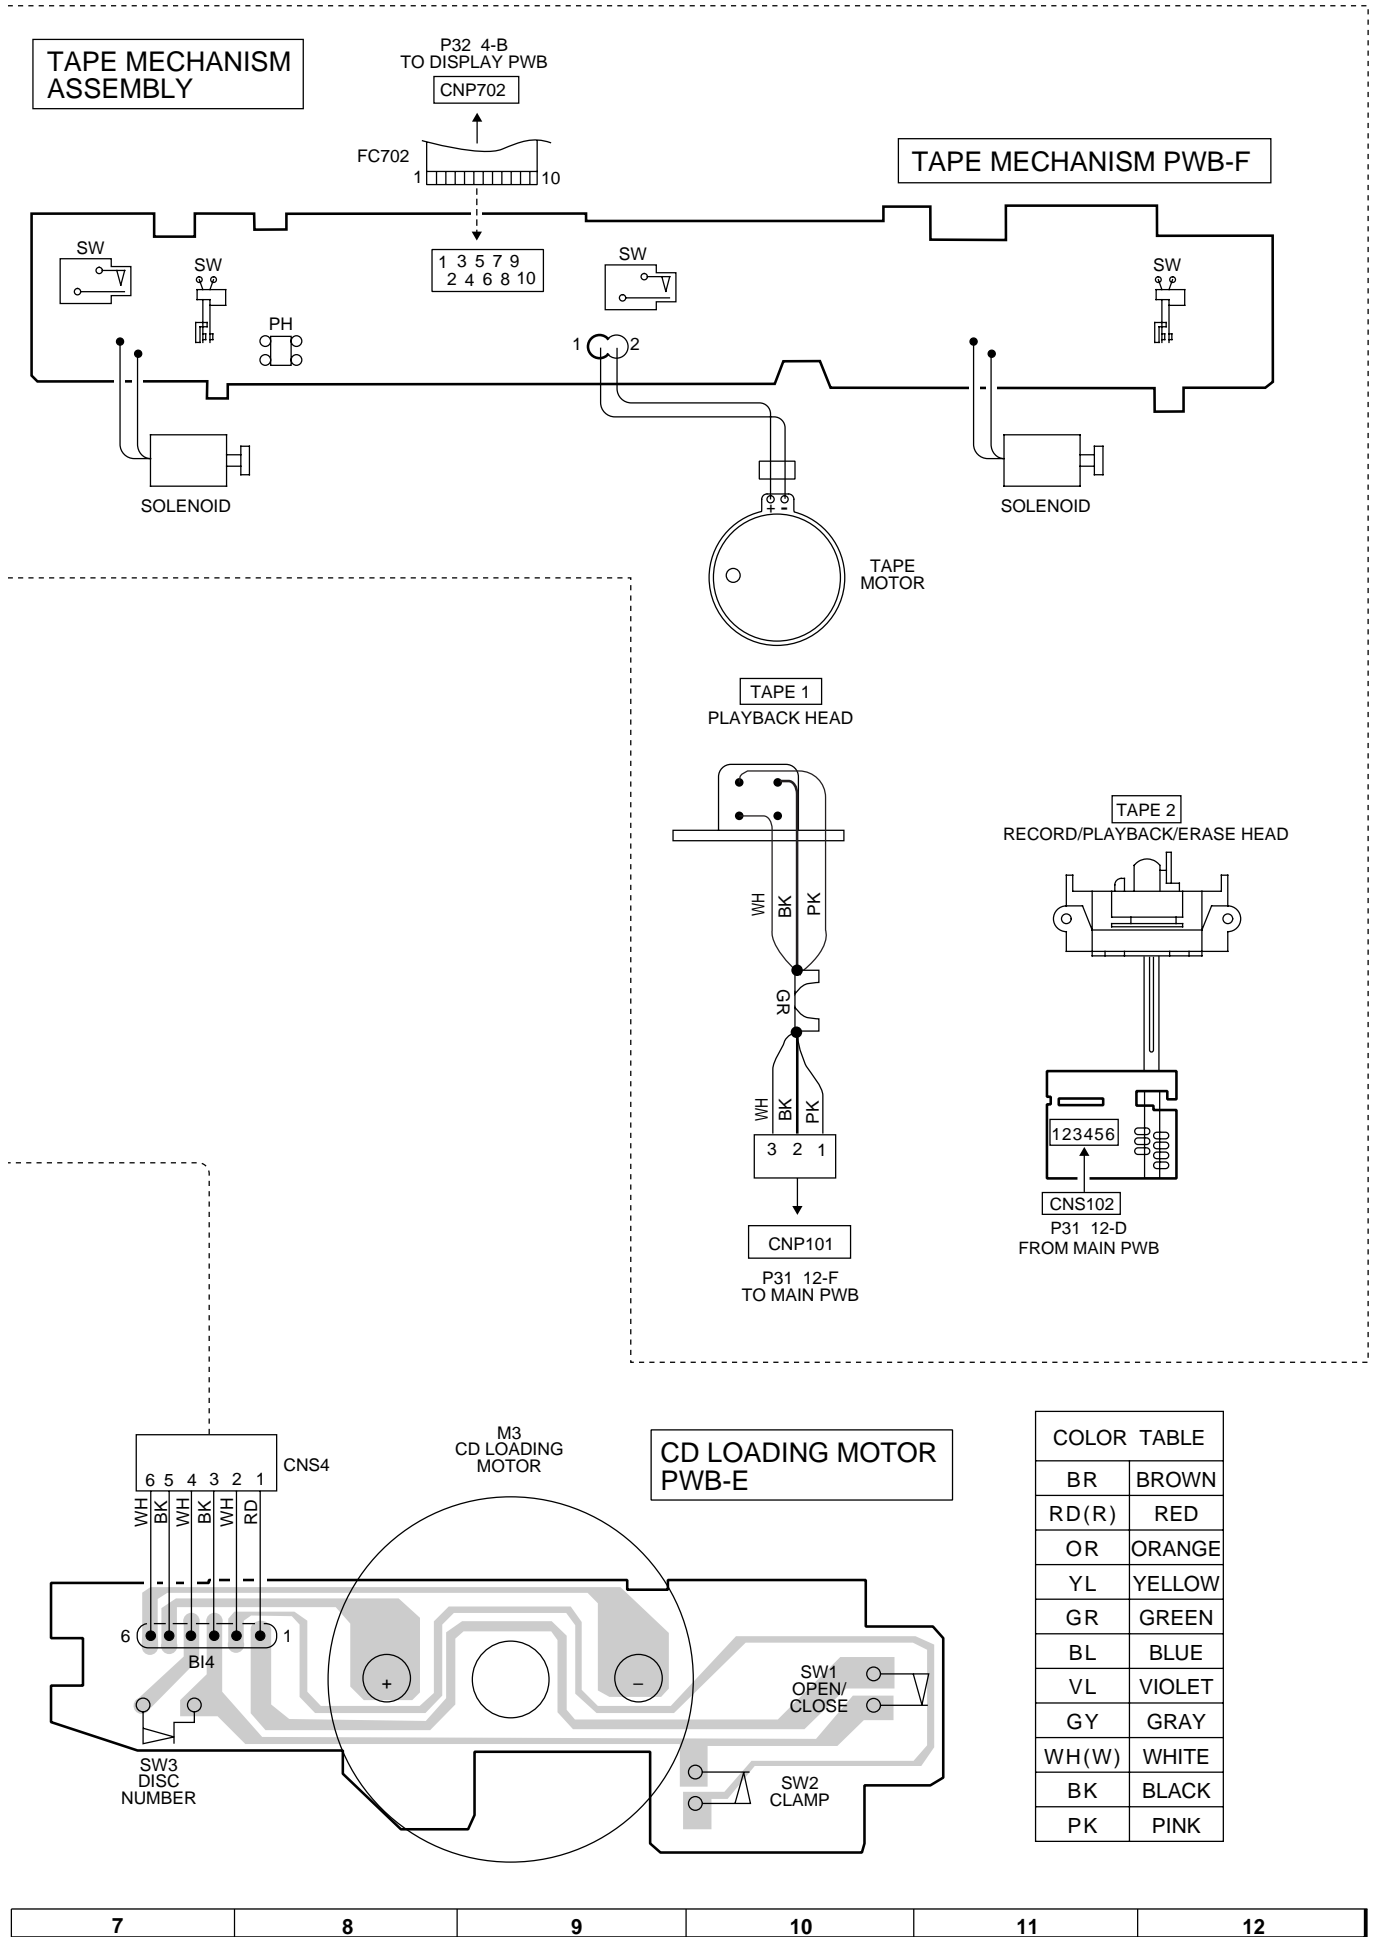 TAPE MECHANISM
ASSEMBLY
P32 4-B
TO DISPLAY PWB
CNP702
FC702
1
10
TAPE MECHANISM PWB-F
SW
SW
1 3 5 7 9
2 4 6 8 10
SW
SW
PH
1
2
SOLENOID
SOLENOID
+ -
TAPE
MOTOR
TAPE 1
PLAYBACK HEAD
TAPE 2
RECORD/PLAYBACK/ERASE HEAD
WH
BK
PK
GR
WH
BK
PK
3 2 1
CNP101
P31 12-F
TO MAIN PWB
123456
CNS102
P31 12-D
FROM MAIN PWB
CNS4
6 5 4 3 2 1
WH
BK
WH
BK
WH
RD
M3
CD LOADING
MOTOR
CD LOADING MOTOR
PWB-E
6
1
BI4
+
–
SW1
OPEN/
CLOSE
SW3
DISC
NUMBER
SW2
CLAMP
COLOR TABLE
BR BROWN
RD(R) RED
OR ORANGE
YL YELLOW
GR GREEN
BL BLUE
VL VIOLET
GY GRAY
WH(W) WHITE
BK BLACK
PK PINK
7 8 9 10 11 12